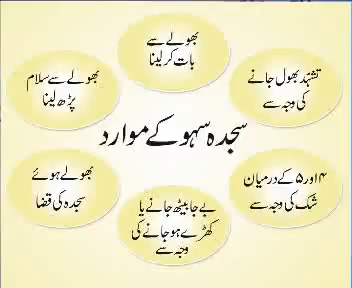 بھولے سے
بات کر لینا
تشہد بھول جانے
کی وجہ سے
بھولے سے سلام
پڑھ لینا
سجدہ سہو کے موارد
۴ اور ۵ کے درمیان
شک کی وجہ سے
بھولے ہوئے
سجدہ کی قضا
بے جا بیٹھ جانے یا
کھڑے ہو جانے کی
وجہ سے